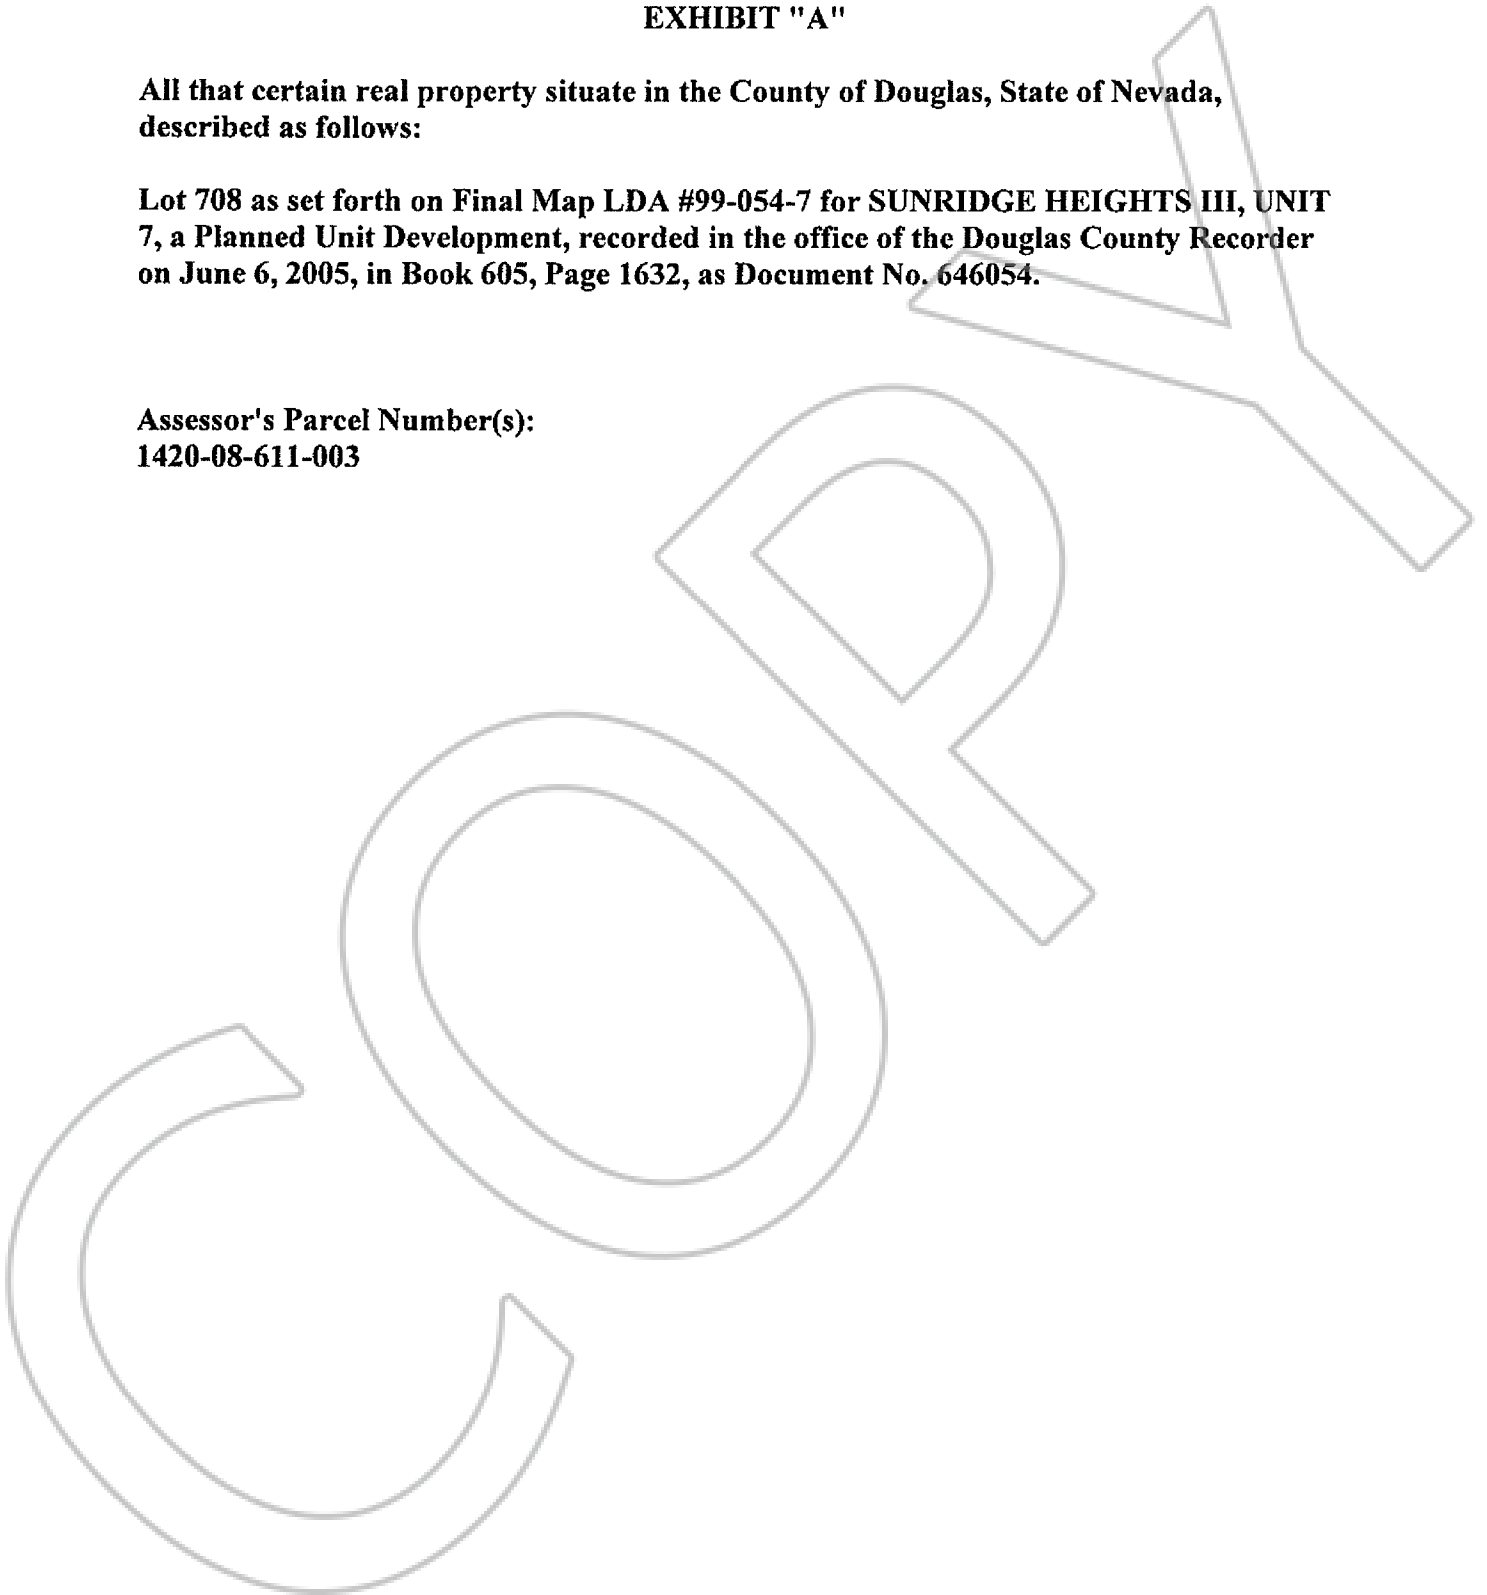 EXHIBIT "A"
All that certain real property situate in the County of Douglas, State of Nevada,
described as follows:
Lot 708 as set forth on Final Map LDA #99-054-7 for SUNRIDGE HEIGHTS III, UNIT
7, a Planned Unit Development, recorded in the office of the Douglas County Recorder
on June 6, 2005, in Book 605, Page 1632, as Document No. 646054.
Assessor's Parcel Number(s):
1420-08-611-003
COPY